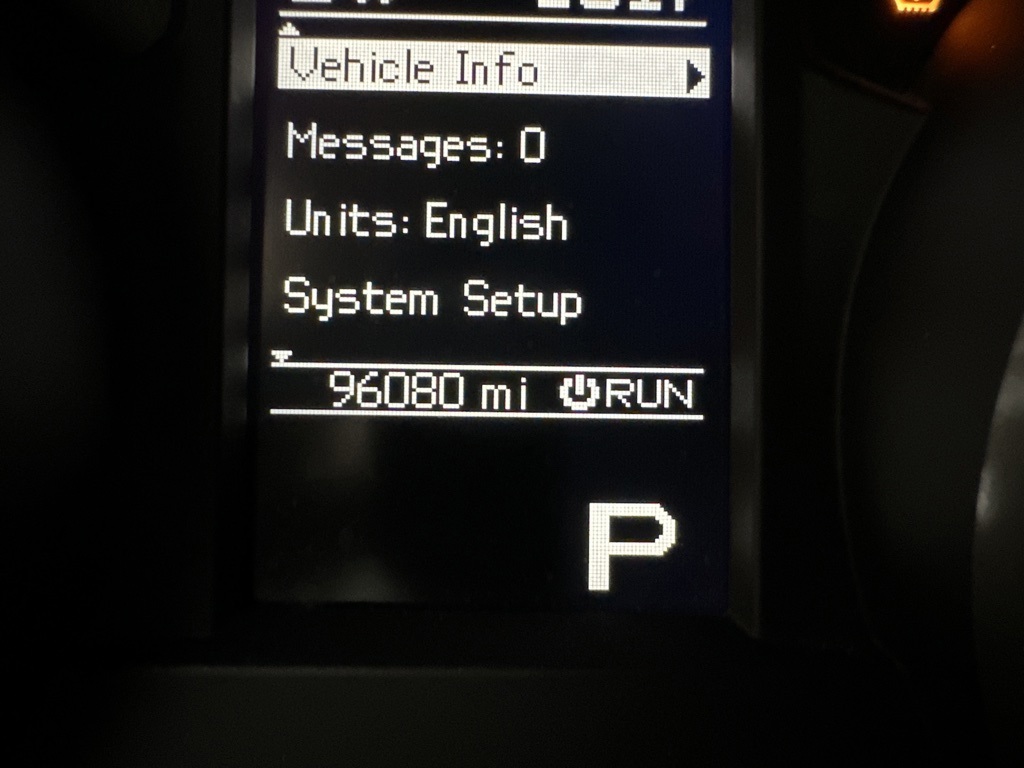 Vehicle Info
Messages: 0
Units: English
System Setup
96080 mi RUN
P